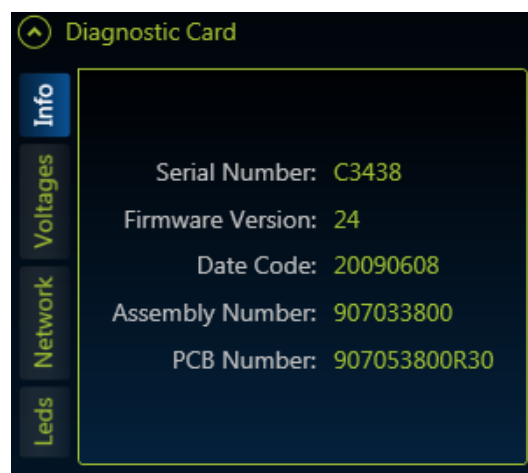 Diagnostic Card
Info
Voltages
Network
Leds
Serial Number: C3438
Firmware Version: 24
Date Code: 20090608
Assembly Number: 907033800
PCB Number: 907053800R30